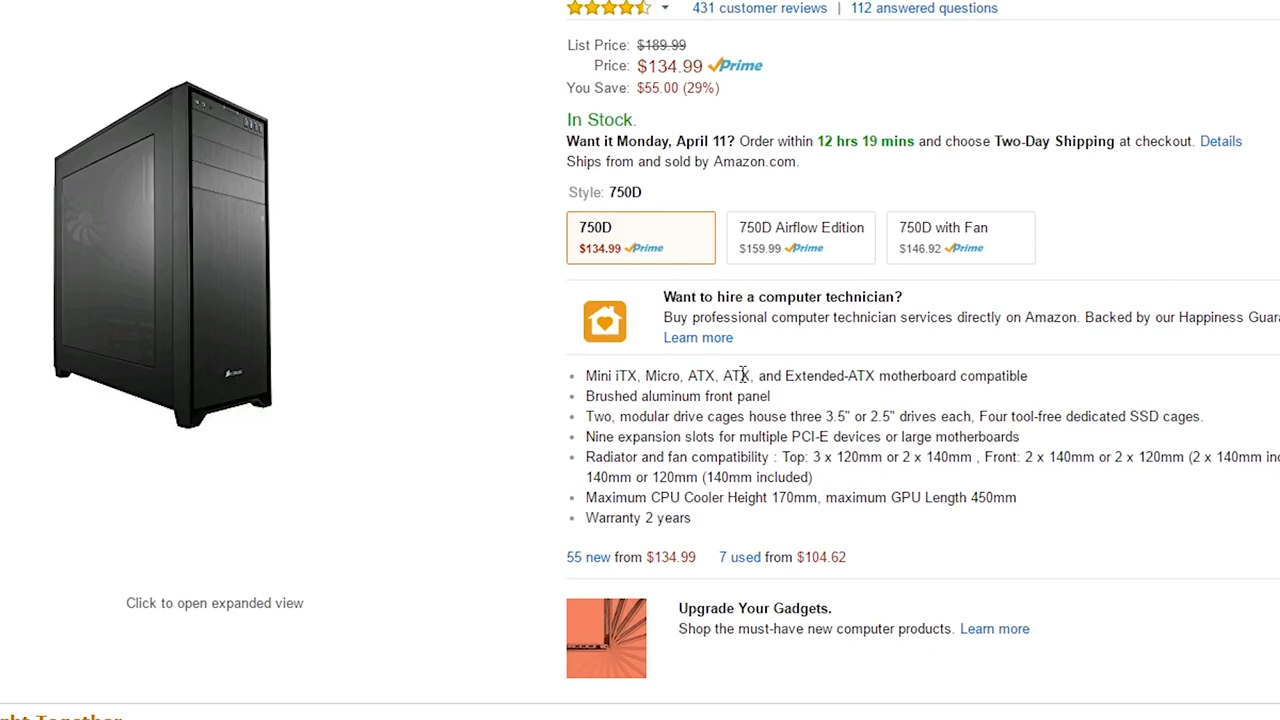 431 customer reviews | 112 answered questions
List Price: $189.99
Price: $134.99 Prime
You Save: $55.00 (29%)
In Stock.
Want it Monday, April 11? Order within 12 hrs 19 mins and choose Two-Day Shipping at checkout. Details
Ships from and sold by Amazon.com.
Style: 750D
750D
$134.99 Prime
750D Airflow Edition
$159.99 Prime
750D with Fan
$146.92 Prime
Want to hire a computer technician?
Buy professional computer technician services directly on Amazon. Backed by our Happiness Guara
Learn more
Mini iTX, Micro, ATX, ATX, and Extended-ATX motherboard compatible
Brushed aluminum front panel
Two, modular drive cages house three 3.5" or 2.5" drives each, Four tool-free dedicated SSD cages.
Nine expansion slots for multiple PCI-E devices or large motherboards
Radiator and fan compatibility : Top: 3 x 120mm or 2 x 140mm , Front: 2 x 140mm or 2 x 120mm (2 x 140mm inc
140mm or 120mm (140mm included)
Maximum CPU Cooler Height 170mm, maximum GPU Length 450mm
Warranty 2 years
55 new from $134.99 7 used from $104.62
Click to open expanded view
Upgrade Your Gadgets.
Shop the must-have new computer products. Learn more